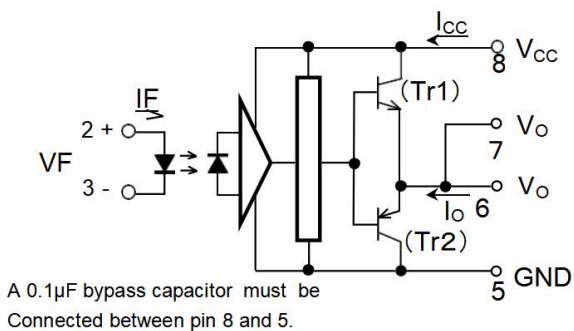 ICC
VCC
8
(Tr1)
IF
2 +
VO
7
VF
3 -
VO
IO
6
(Tr2)
GND
5
A 0.1μF bypass capacitor must be
Connected between pin 8 and 5.